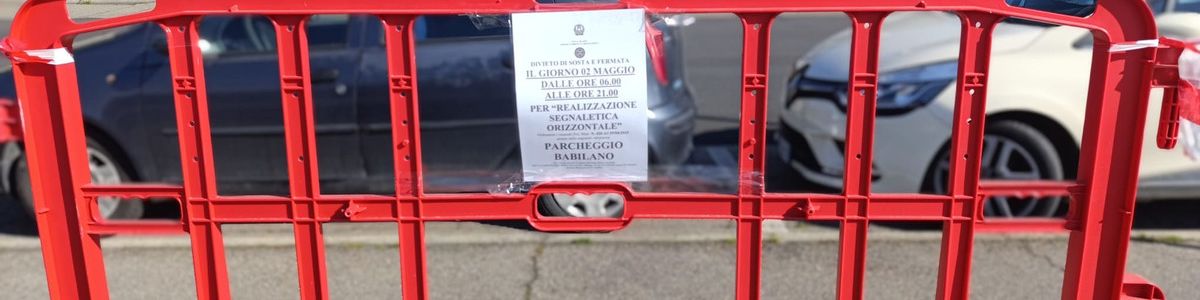 DIVIETO DI SOSTA E FERMATA
IL GIORNO 02 MAGGIO
DALLE ORE 06.00
ALLE ORE 21.00
PER “REALIZZAZIONE
SEGNALETICA
ORIZZONTALE”
PARCHEGGIO
BABILANO